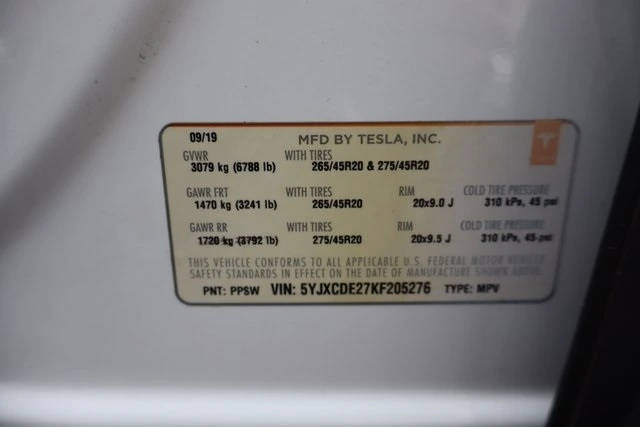 09/19 MFD BY TESLA, INC.
GVWR WITH TIRES
3079 kg (6788 lb) 265/45R20 & 275/45R20
GAWR FRT WITH TIRES RIM COLD TIRE PRESSURE
1470 kg (3241 lb) 265/45R20 20x9.0 J 310 kPa, 45 psi
GAWR RR WITH TIRES RIM COLD TIRE PRESSURE
1720 kg (3792 lb) 275/45R20 20x9.5 J 310 kPa, 45 psi
THIS VEHICLE CONFORMS TO ALL APPLICABLE U.S. FEDERAL MOTOR VEHICLE
SAFETY STANDARDS IN EFFECT ON THE DATE OF MANUFACTURE SHOWN ABOVE.
PNT: PPSW VIN: 5YJXCDE27KF205276 TYPE: MPV